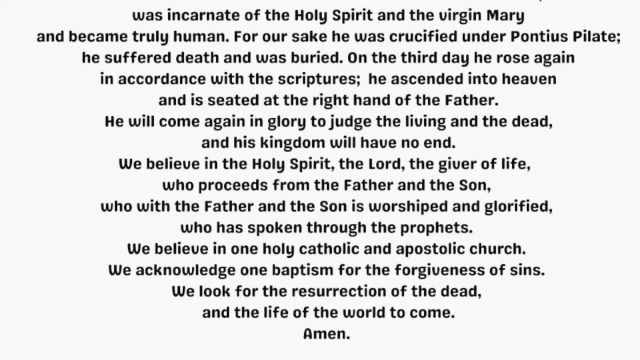 was incarnate of the Holy Spirit and the virgin Mary
and became truly human. For our sake he was crucified under Pontius Pilate;
he suffered death and was buried. On the third day he rose again
in accordance with the scriptures; he ascended into heaven
and is seated at the right hand of the Father.
He will come again in glory to judge the living and the dead,
and his kingdom will have no end.
We believe in the Holy Spirit, the Lord, the giver of life,
who proceeds from the Father and the Son,
who with the Father and the Son is worshiped and glorified,
who has spoken through the prophets.
We believe in one holy catholic and apostolic church.
We acknowledge one baptism for the forgiveness of sins.
We look for the resurrection of the dead,
and the life of the world to come.
Amen.